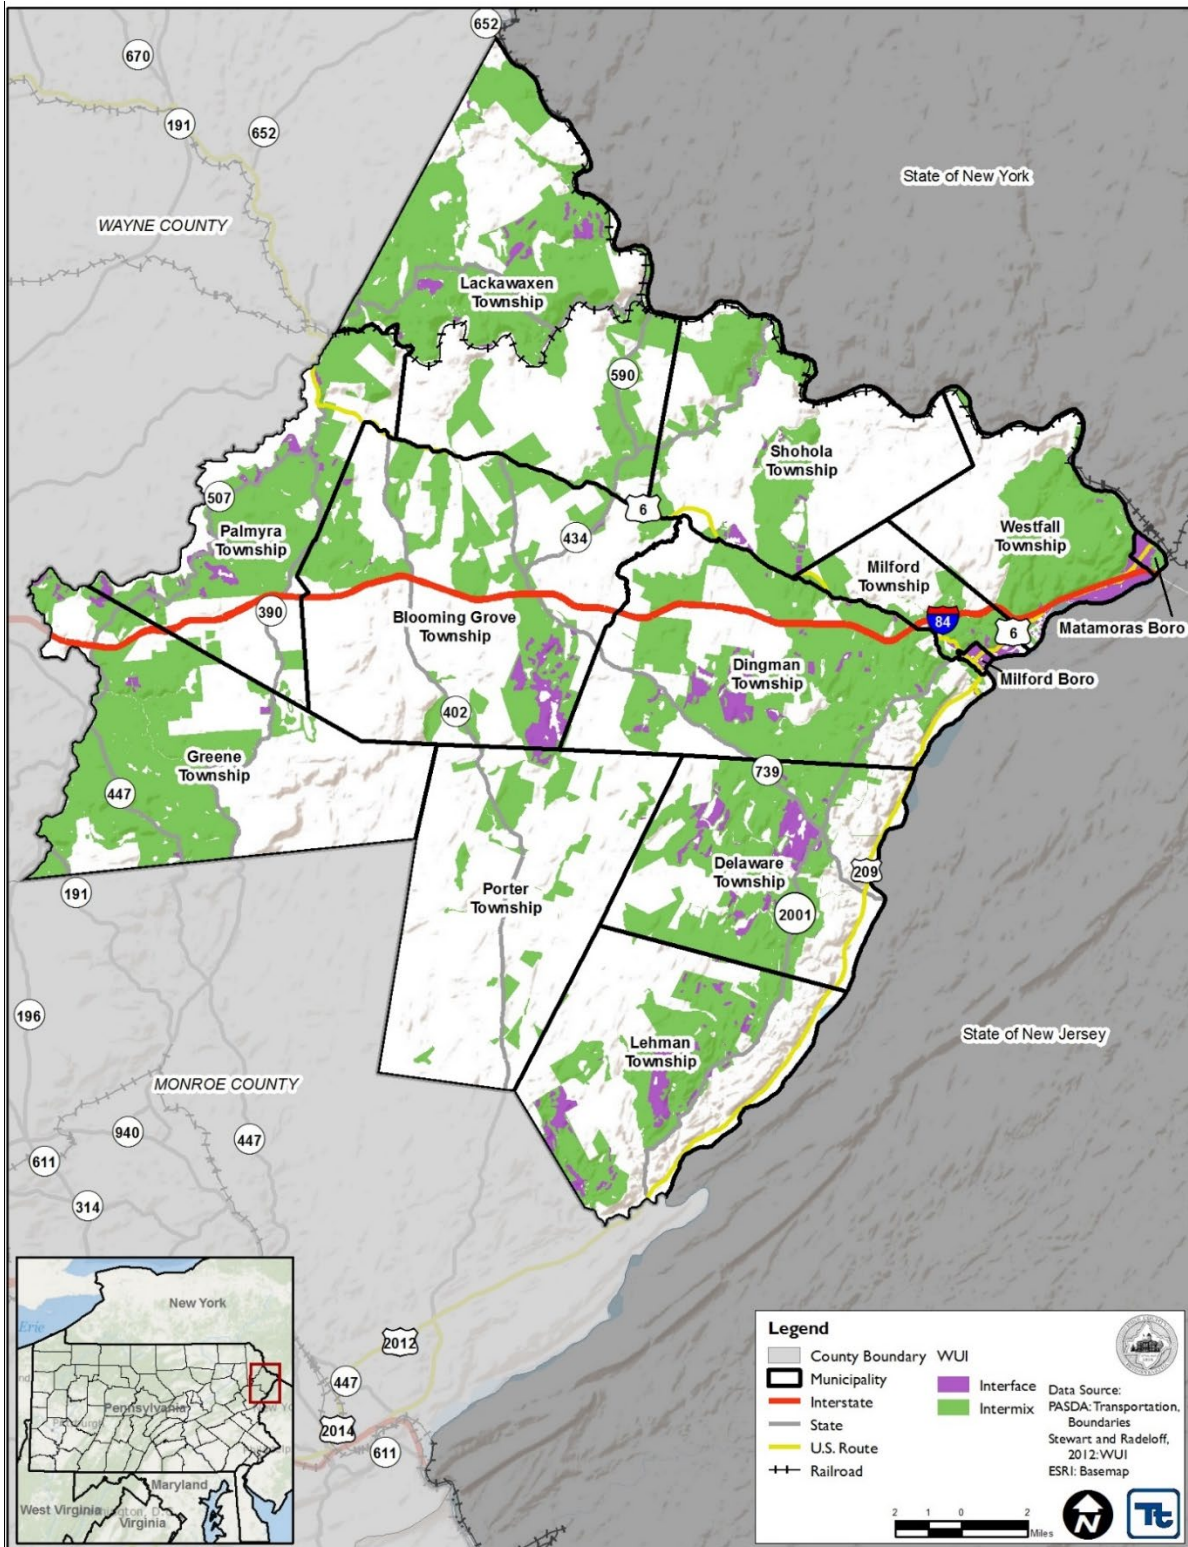 652
670
191
652
State of New York
WAYNE COUNTY
Lackawaxen
Township
590
Shohola
Township
507
6
Palmyra
Township
434
Westfall
Township
Milford
Township
390
Blooming Grove
Township
84
6
Matamoras Boro
Dingman
Township
Milford Boro
402
Greene
Township
739
447
Delaware
Township
209
191
Porter
Township
2001
196
State of New Jersey
Lehman
Township
MONROE COUNTY
940
447
611
314
New York
Erie
Pennsylvania
Maryland
West Virginia
Virginia
2012
447
2014
611
Legend
County Boundary
Municipality
Interstate
State
U.S. Route
Railroad
WUI
Interface
Intermix
Data Source:
PASDA: Transportation,
Boundaries
Stewart and Radeloff,
2012: WUI
ESRI: Basemap
2 1 0 2
Miles
N
Tt